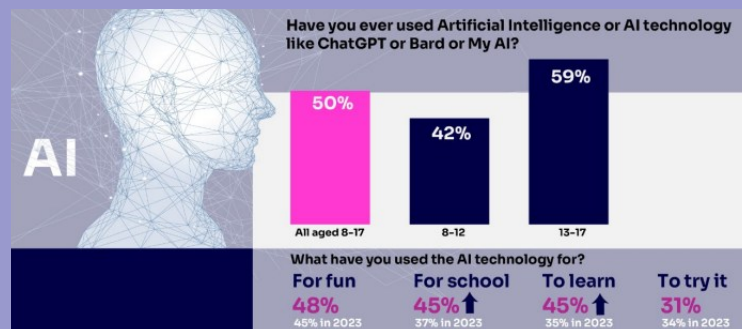 Have you ever used Artificial Intelligence or AI technology
like ChatGPT or Bard or My AI?
AI
50%
42%
59%
All aged 8-17
8-12
13-17
What have you used the AI technology for?
For fun
48%
45% in 2023
For school
45%
37% in 2023
To learn
45%
35% in 2023
To try it
31%
34% in 2023